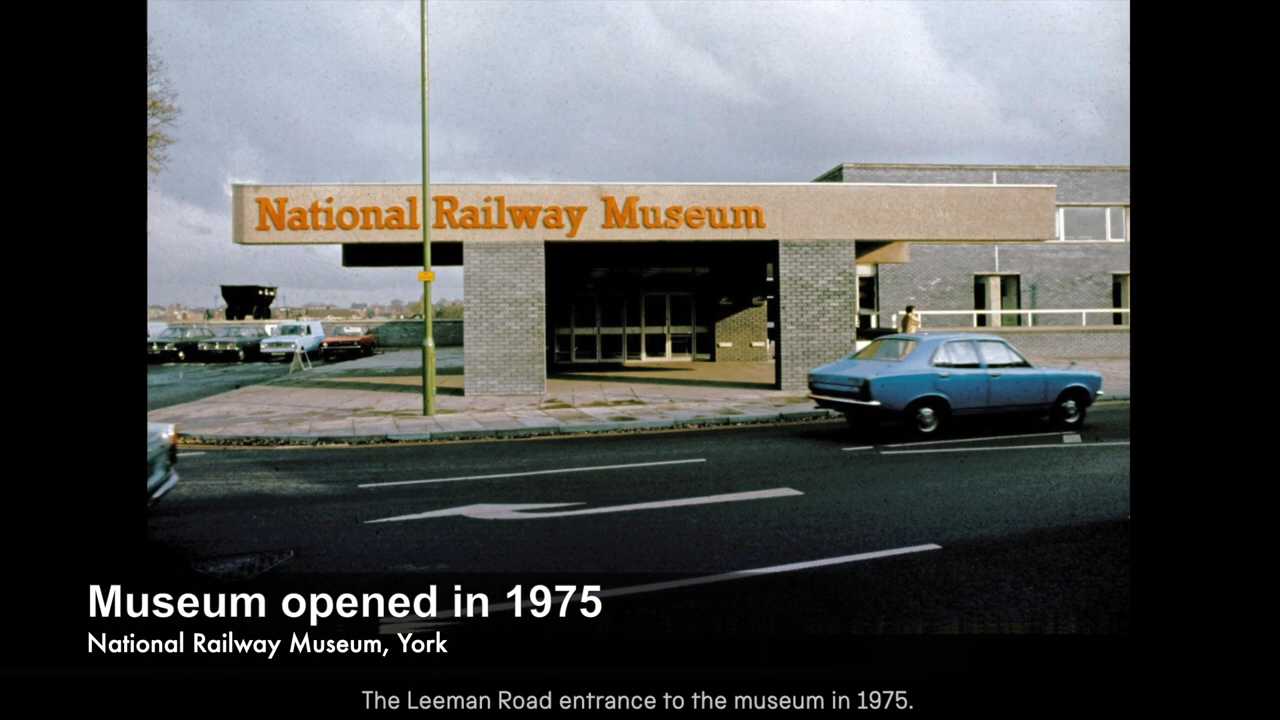 National Railway Museum
Museum opened in 1975
National Railway Museum, York
The Leeman Road entrance to the museum in 1975.